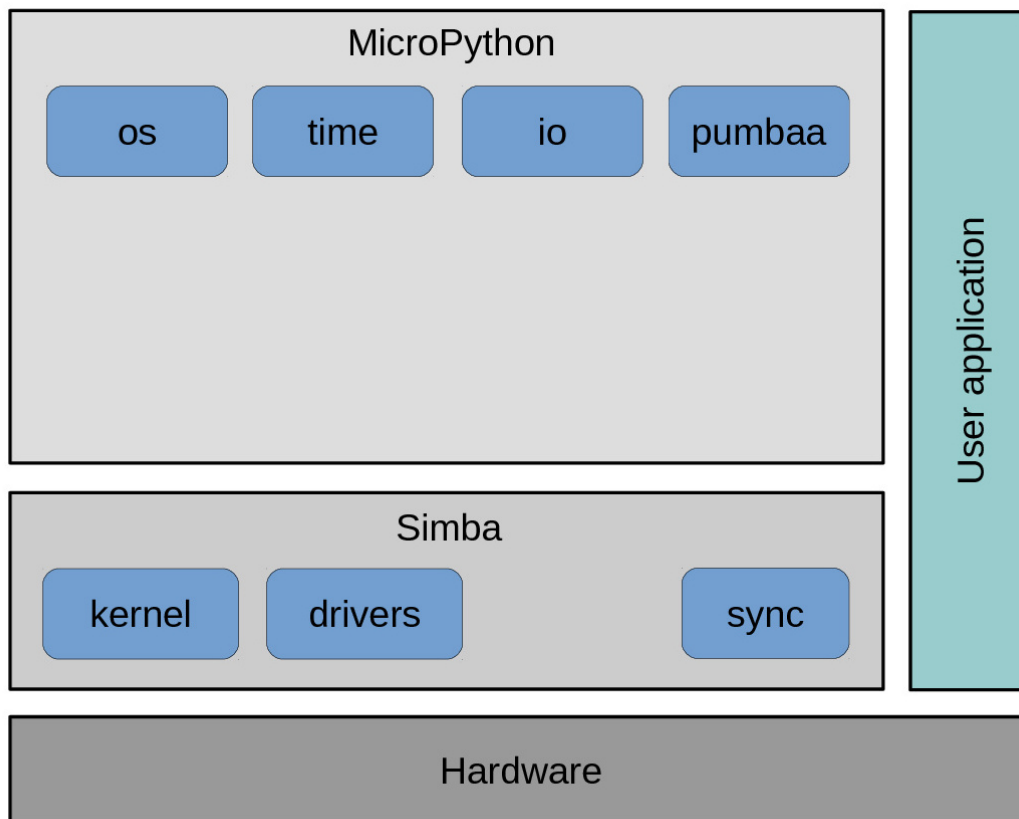 MicroPython
os time io pumbaa
User application
Simba
kernel drivers sync
Hardware